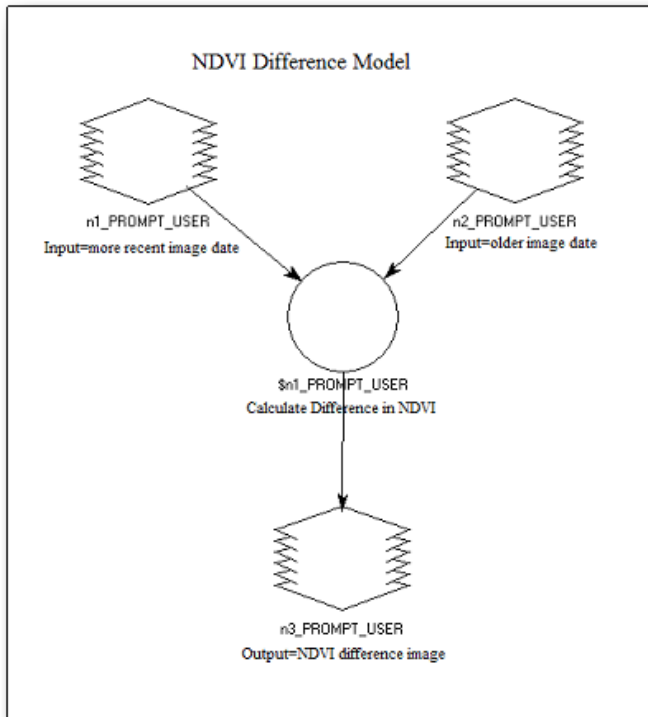 NDVI Difference Model
n1_PROMPT_USER
Input=more recent image date
n2_PROMPT_USER
Input=older image date
$n1_PROMPT_USER
Calculate Difference in NDVI
n3_PROMPT_USER
Output=NDVI difference image